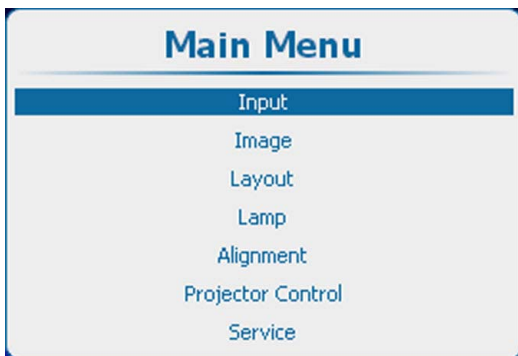 Main Menu
Input
Image
Layout
Lamp
Alignment
Projector Control
Service